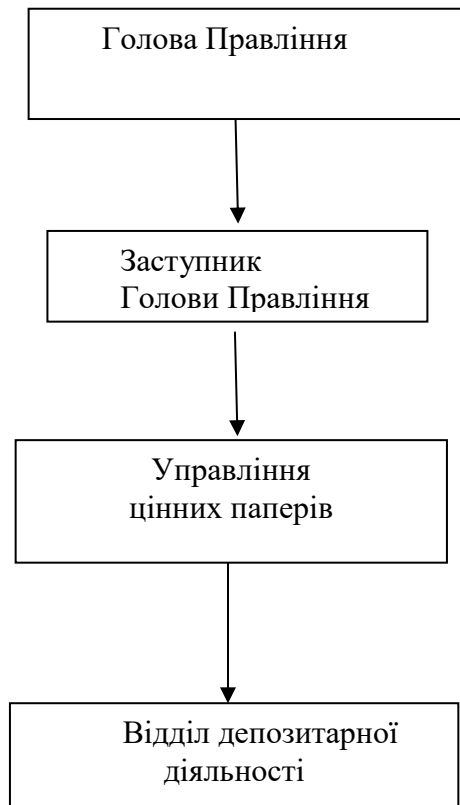 Голова Правління
Заступник
Голови Правління
Управління
цінних паперів
Відділ депозитарної
діяльності